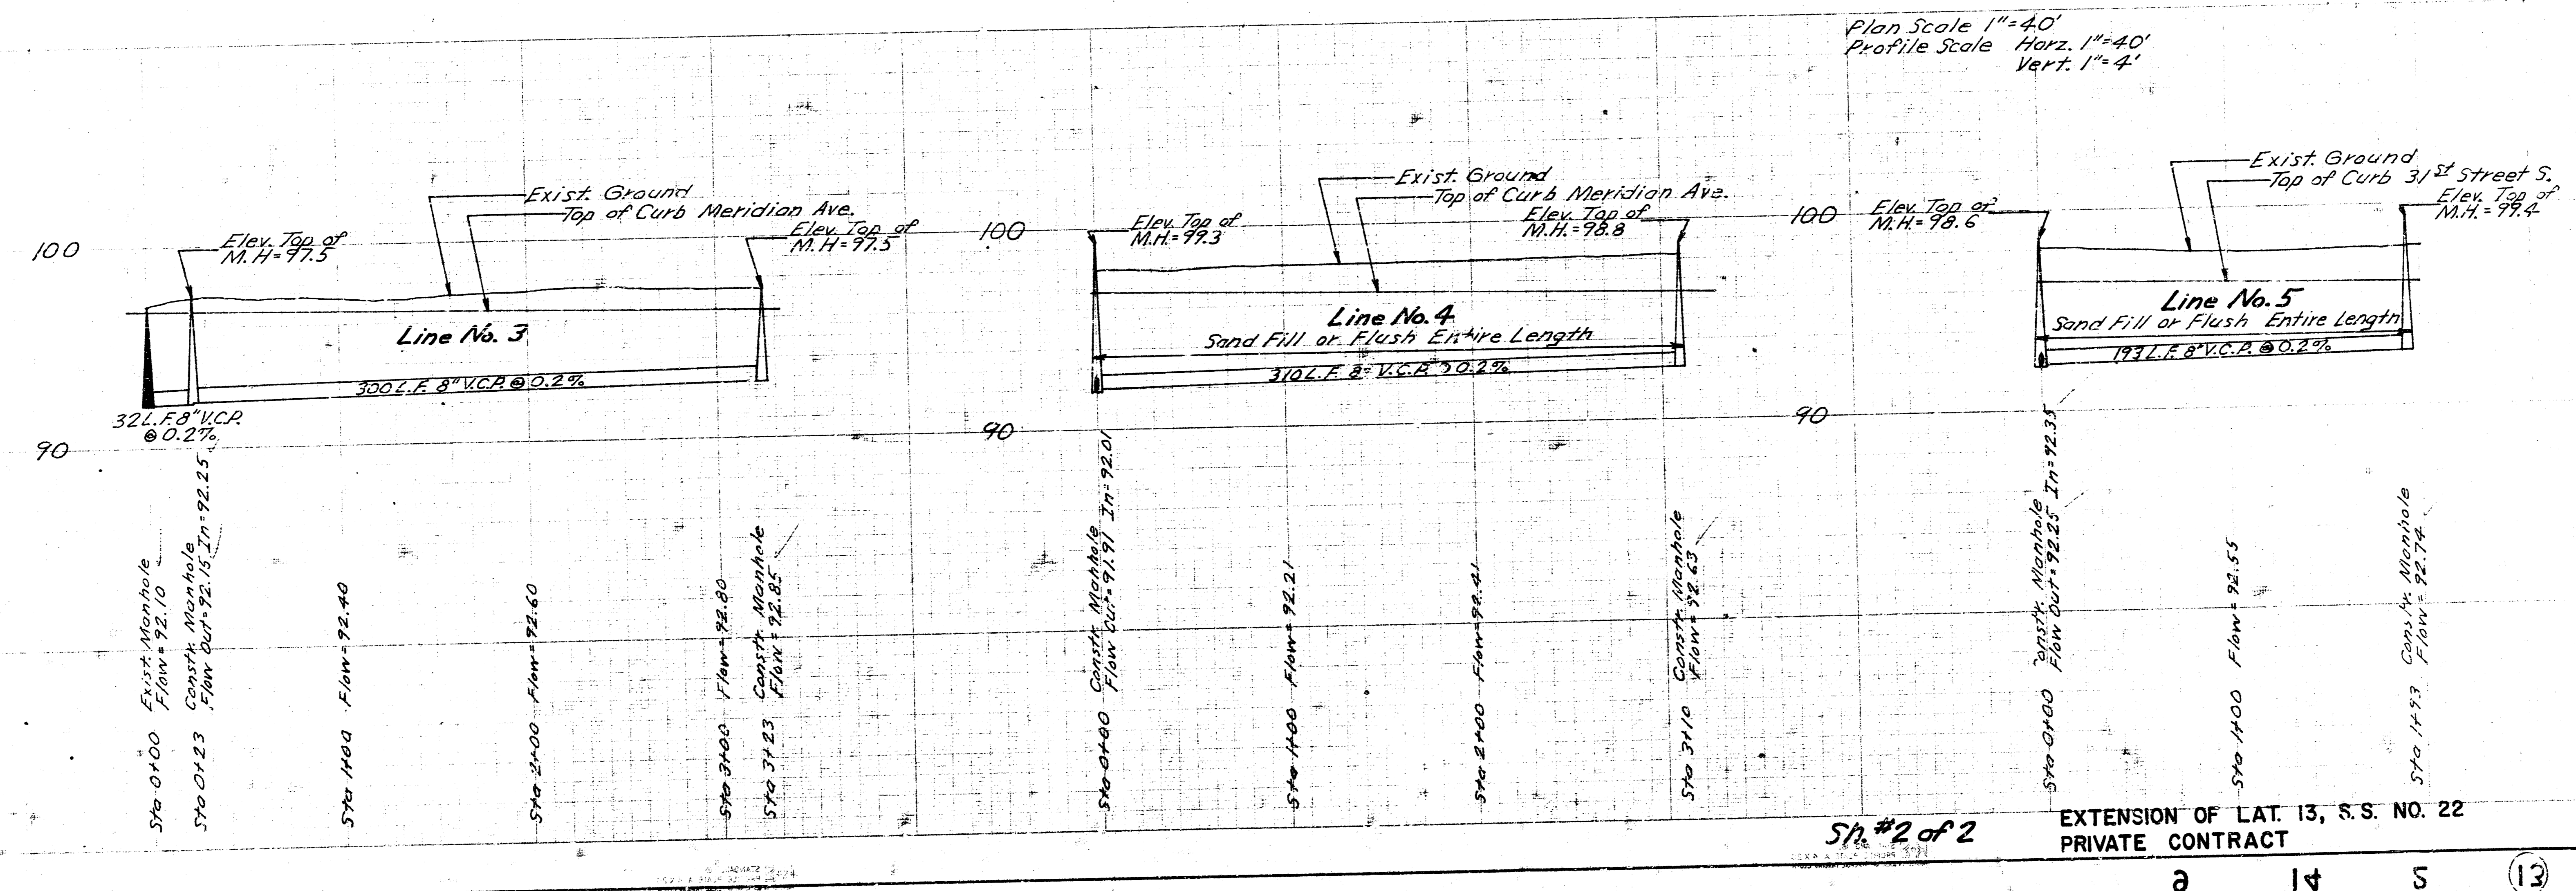 Plan Scale 1"=40'
Profile Scale Horz. 1"=40'
Vert. 1"=4'
Exist. Ground
Top of Curb Meridian Ave.
100
Elev. Top of
M.H=97.5
Elev. Top of
M.H=97.5
Line No. 3
300 L.F. 8" V.C.P. @ 0.2%
32 L.F. 8" V.C.P.
@ 0.2%
90
Sta 0+00 Exist. Manhole
Flow=92.10
Sta 0+23 Constr. Manhole
Flow Out=92.15 In=92.25
Sta 1+00 Flow=92.40
Sta 2+00 Flow=92.60
Sta 3+00 Flow=92.80
Sta 3+23 Constr. Manhole
Flow=92.85
Exist. Ground
Top of Curb Meridian Ave.
100
Elev. Top of
M.H.=99.3
Elev. Top of
M.H.=98.8
Line No. 4
Sand Fill or Flush Entire Length
310 L.F. 8" V.C.P. @ 0.2%
90
Sta 0+00 Constr. Manhole
Flow Out=91.91 In=92.01
Sta 1+00 Flow=92.21
Sta 2+00 Flow=92.41
Sta 3+10 Constr. Manhole
Flow=92.63
Exist. Ground
Top of Curb 31st Street S.
100
Elev. Top of
M.H.=98.6
Elev. Top of
M.H.=99.4
Line No. 5
Sand Fill or Flush Entire Length
193 L.F. 8" V.C.P. @ 0.2%
90
Sta 0+00 Constr. Manhole
Flow Out=92.25 In=92.35
Sta 1+00 Flow=92.55
Sta 1+93 Constr. Manhole
Flow=92.74
Sh. #2 of 2
EXTENSION OF LAT. 13, S.S. NO. 22
PRIVATE CONTRACT
14
13